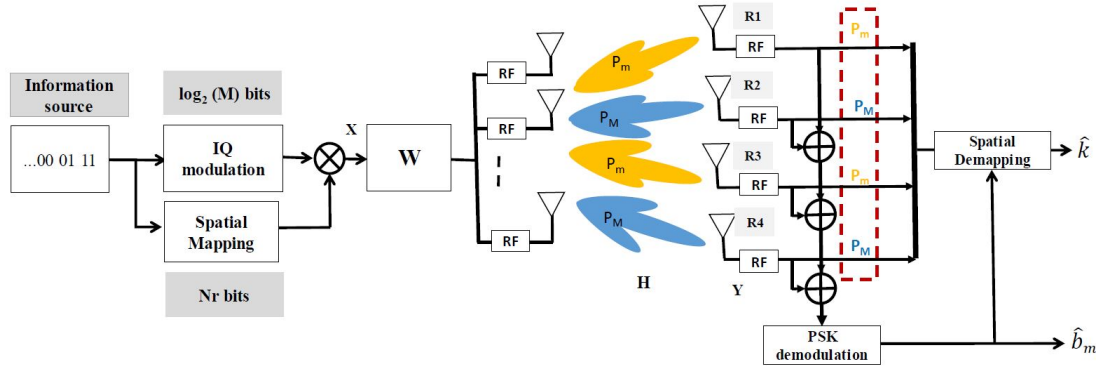 Information
source
...00 01 11
log₂ (M) bits
IQ
modulation
Spatial
Mapping
Nr bits
X
W
RF
RF
RF
Pm
PM
Pm
PM
H
R1
RF
R2
RF
R3
RF
R4
RF
Y
Pm
PM
Pm
PM
PSK
demodulation
Spatial
Demapping
k̂
b̂m